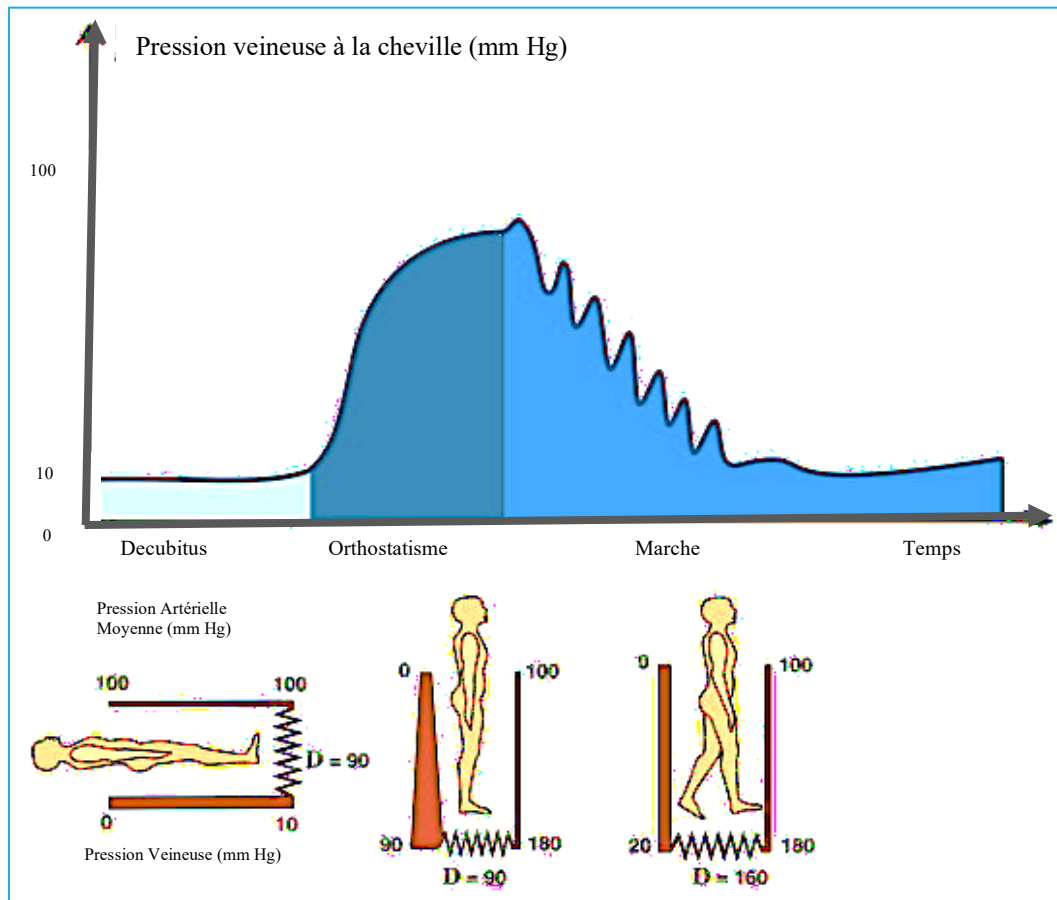 Pression veineuse à la cheville (mm Hg)
100
10
0
Decubitus Orthostatisme Marche Temps
Pression Artérielle
Moyenne (mm Hg)
100 100
D = 90
0 10
Pression Veineuse (mm Hg)
0 100
90 180
D = 90
0 100
20 180
D = 160